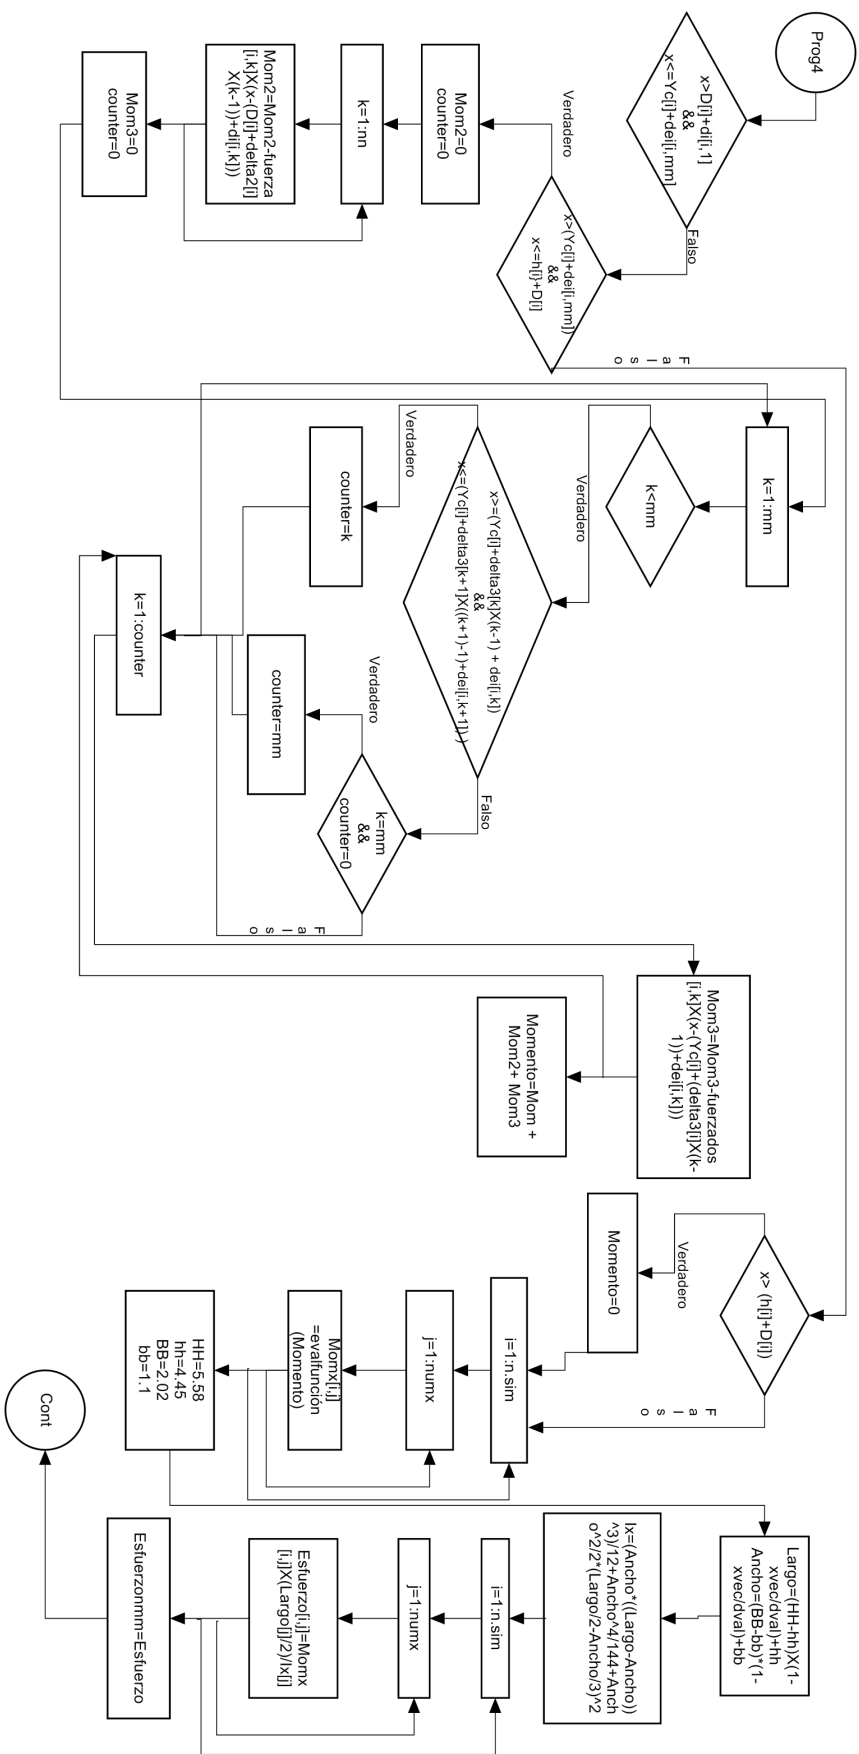 Prog4
x>D[i]+di[i,1]
&&
x<=Yc[i]+dei[i,mm]
Falso
x>(Yc[i]+dei[i,mm])
&&
x<=h[i}+D[i]
Verdadero
Mom2=0
counter=0
k=1:nn
Mom2=Mom2-fuerza
[i,k]X(x-(D[i]+delta2[i]
X(k-1))+di[i,k]))
Mom3=0
counter=0
Falso
k=1:mm
k<mm
Verdadero
x>=(Yc[i]+delta3[k]X(k-1) + dei[i,k])
&&
x<=(Yc[i]+delta3[k+1]X((k+1)-1)+dei[i,k+1]) )
Verdadero
counter=k
Falso
k=mm
&&
counter=0
Verdadero
counter=mm
Falso
k=1:counter
Mom3=Mom3-fuerzados
[i,k]X(x-(Yc[i]+(delta3[i]X(k-
1))+dei[i,k]))
Momento=Mom +
Mom2+ Mom3
x> (h[i]+D[i])
Verdadero
Momento=0
Falso
i=1:n.sim
j=1:numx
Momx[i,j]
=evalfunción
(Momento)
HH=5.58
hh=4.45
BB=2.02
bb=1.1
Largo=(HH-hh)X(1-
xvec/dval)+hh
Ancho=(BB-bb)*(1-
xvec/dval)+bb
Ix=(Ancho*((Largo-Ancho))
^3)/12+Ancho^4/144+Anch
o^2/2*(Largo/2-Ancho/3)^2
i=1:n.sim
j=1:numx
Esfuerzo[i,j]=Momx
[i,j]X(Largo[j]/2)/Ix[j]
Esfuerzonmm=Esfuerzo
Cont